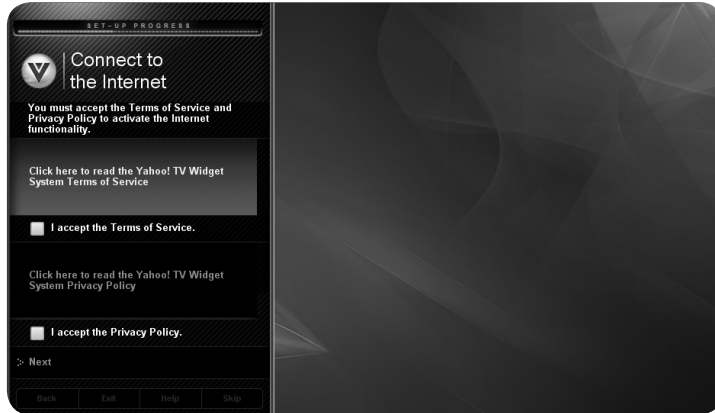 SET-UP PROGRESS
Connect to
the Internet
You must accept the Terms of Service and
Privacy Policy to activate the Internet
functionality.
Click here to read the Yahoo! TV Widget
System Terms of Service
I accept the Terms of Service.
Click here to read the Yahoo! TV Widget
System Privacy Policy
I accept the Privacy Policy.
Next
Back Exit Help Skip